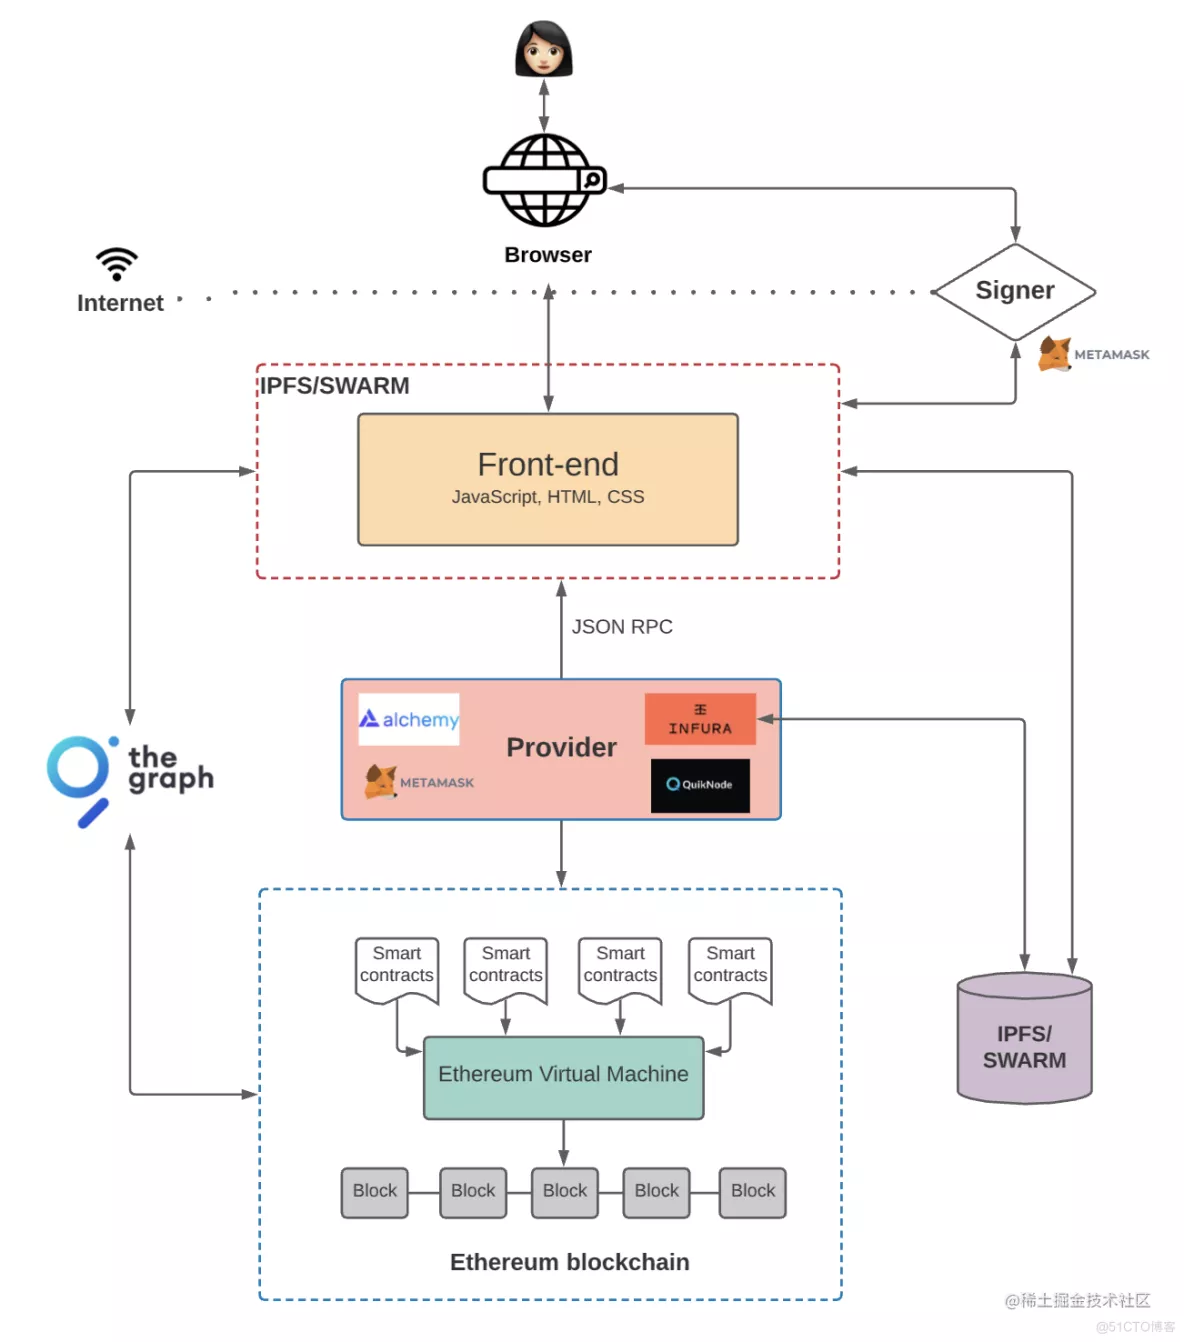 Browser
Internet
Signer
METAMASK
IPFS/SWARM
Front-end
JavaScript, HTML, CSS
JSON RPC
alchemy
INFURA
Provider
METAMASK
QuikNode
the
graph
Smart
contracts
Smart
contracts
Smart
contracts
Smart
contracts
Ethereum Virtual Machine
IPFS/
SWARM
Block
Block
Block
Block
Block
Ethereum blockchain
@稀土掘金技术社区
@51CTO博客